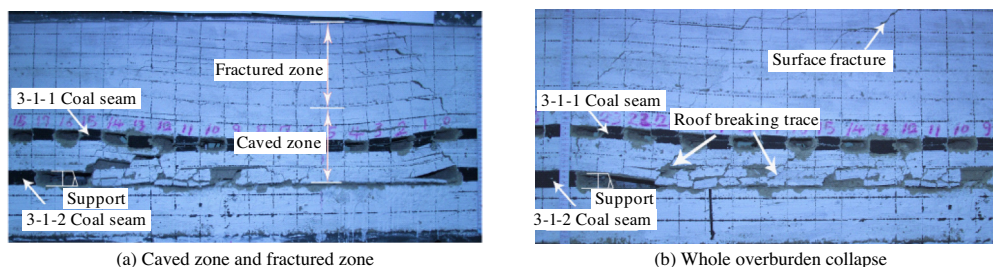 Fractured zone
3-1-1 Coal seam
Caved zone
Support
3-1-2 Coal seam
(a) Caved zone and fractured zone
Surface fracture
3-1-1 Coal seam
Roof breaking trace
Support
3-1-2 Coal seam
(b) Whole overburden collapse